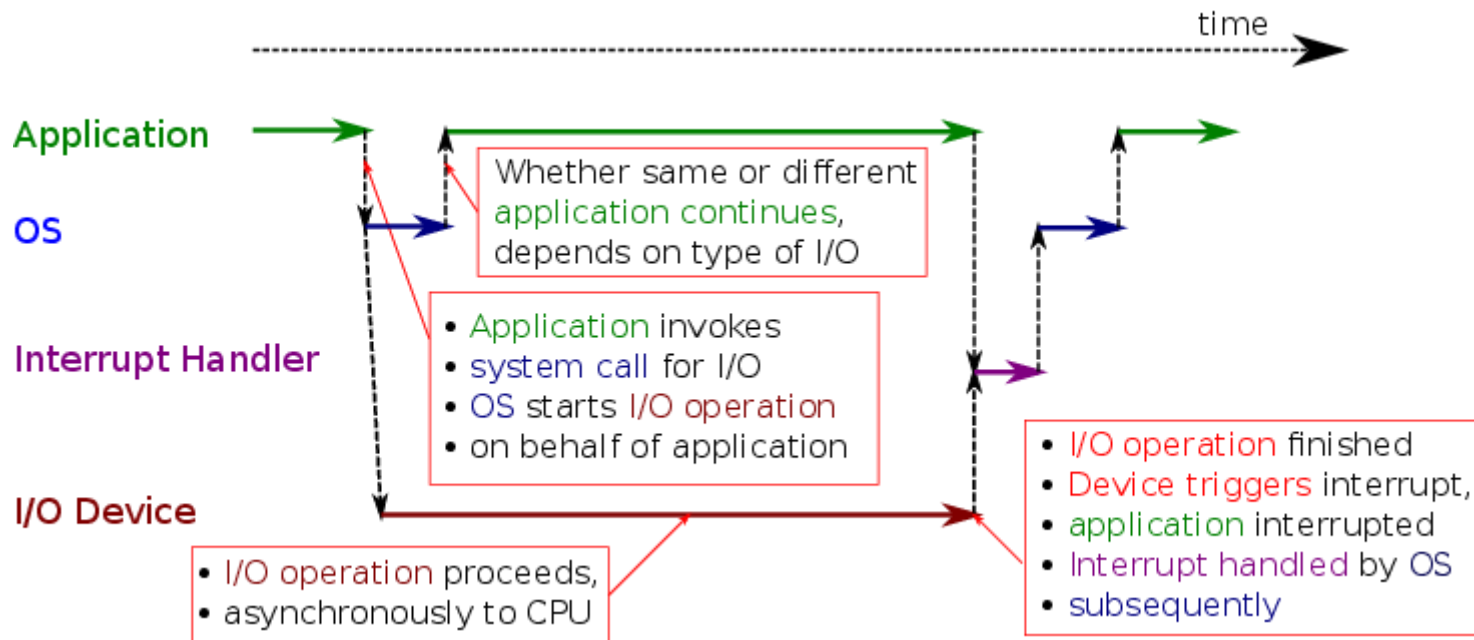 time
Application
OS
Interrupt Handler
I/O Device
Whether same or different
application continues,
depends on type of I/O
• Application invokes
• system call for I/O
• OS starts I/O operation
• on behalf of application
• I/O operation proceeds,
• asynchronously to CPU
• I/O operation finished
• Device triggers interrupt,
• application interrupted
• Interrupt handled by OS
• subsequently